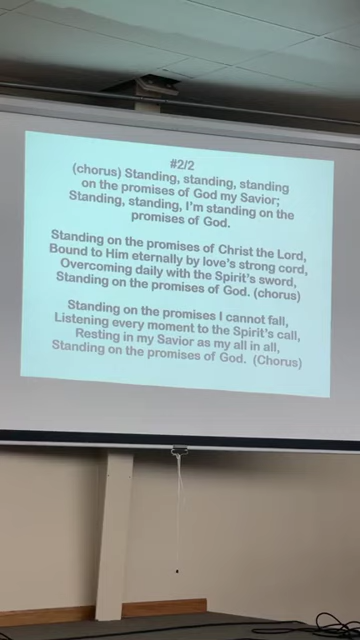 #2/2
(chorus) Standing, standing, standing
on the promises of God my Savior;
Standing, standing, I'm standing on the
promises of God.
Standing on the promises of Christ the Lord,
Bound to Him eternally by love's strong cord,
Overcoming daily with the Spirit's sword,
Standing on the promises of God. (chorus)
Standing on the promises I cannot fall,
Listening every moment to the Spirit's call,
Resting in my Savior as my all in all,
Standing on the promises of God. (Chorus)